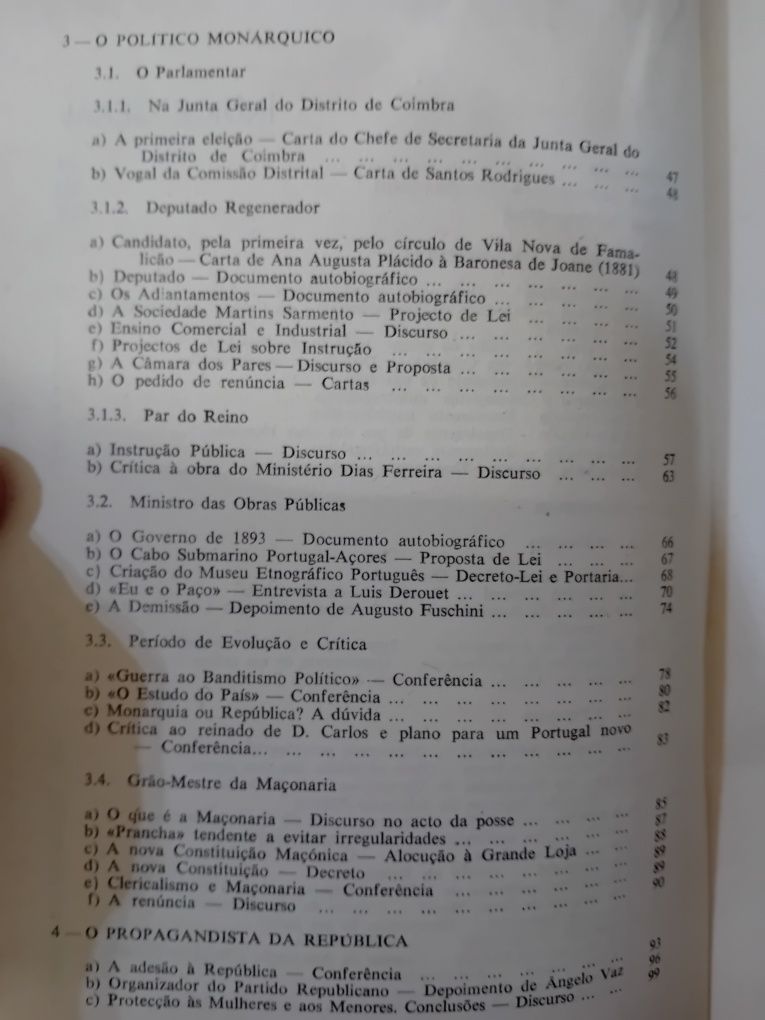 3 — O POLITICO MONARQUICO
3.1. O Parlamentar
3.1.1. Na Junta Geral do Distrito de Coimbra
a) A primeira eleição — Carta do Chefe de Secretaria da Junta Geral do
Distrito de Coimbra ... ... ... ... ... ... ... ... ... 47
b) Vogal da Comissão Distrital — Carta de Santos Rodrigues ... ... ... 48
3.1.2. Deputado Regenerador
a) Candidato, pela primeira vez, pelo círculo de Vila Nova de Fama-
licão — Carta de Ana Augusta Plácido à Baronesa de Joane (1881) 48
b) Deputado — Documento autobiográfico ... ... ... ... ... ... 49
c) Os Adiantamentos — Documento autobiográfico ... ... ... ... 50
d) A Sociedade Martins Sarmento — Projecto de Lei ... ... ... ... 51
e) Ensino Comercial e Industrial — Discurso ... ... ... ... ... 52
f) Projectos de Lei sobre Instrução ... ... ... ... ... ... ... 54
g) A Câmara dos Pares — Discurso e Proposta ... ... ... ... ... 55
h) O pedido de renúncia — Cartas ... ... ... ... ... ... ... 56
3.1.3. Par do Reino
a) Instrução Pública — Discurso ... ... ... ... ... ... ... ... 57
b) Crítica à obra do Ministério Dias Ferreira — Discurso ... ... ... 63
3.2. Ministro das Obras Públicas
a) O Governo de 1893 — Documento autobiográfico ... ... ... ... 66
b) O Cabo Submarino Portugal-Açores — Proposta de Lei ... ... ... 67
c) Criação do Museu Etnográfico Português — Decreto-Lei e Portaria... 68
d) «Eu e o Paço» — Entrevista a Luis Derouet ... ... ... ... ... 70
e) A Demissão — Depoimento de Augusto Fuschini ... ... ... ... 74
3.3. Período de Evolução e Crítica
a) «Guerra ao Banditismo Político» — Conferência ... ... ... ... 78
b) «O Estudo do País» — Conferência ... ... ... ... ... ... ... 80
c) Monarquia ou República? A dúvida ... ... ... ... ... ... ... 82
d) Crítica ao reinado de D. Carlos e plano para um Portugal novo
— Conferência... ... ... ... ... ... ... ... ... ... ... 83
3.4. Grão-Mestre da Maçonaria
a) O que é a Maçonaria — Discurso no acto da posse ... ... ... ... 85
b) «Prancha» tendente a evitar irregularidades ... ... ... ... ... 87
c) A nova Constituição Maçónica — Alocução à Grande Loja ... ... 88
d) A nova Constituição — Decreto ... ... ... ... ... ... ... 89
e) Clericalismo e Maçonaria — Conferência ... ... ... ... ... 89
f) A renúncia — Discurso ... ... ... ... ... ... ... ... ... 90
4 — O PROPAGANDISTA DA REPÚBLICA
a) A adesão à República — Conferência ... ... ... ... ... ... 93
b) Organizador do Partido Republicano — Depoimento de Ângelo Vaz 96
c) Protecção às Mulheres e aos Menores. Conclusões — Discurso ... ... 99